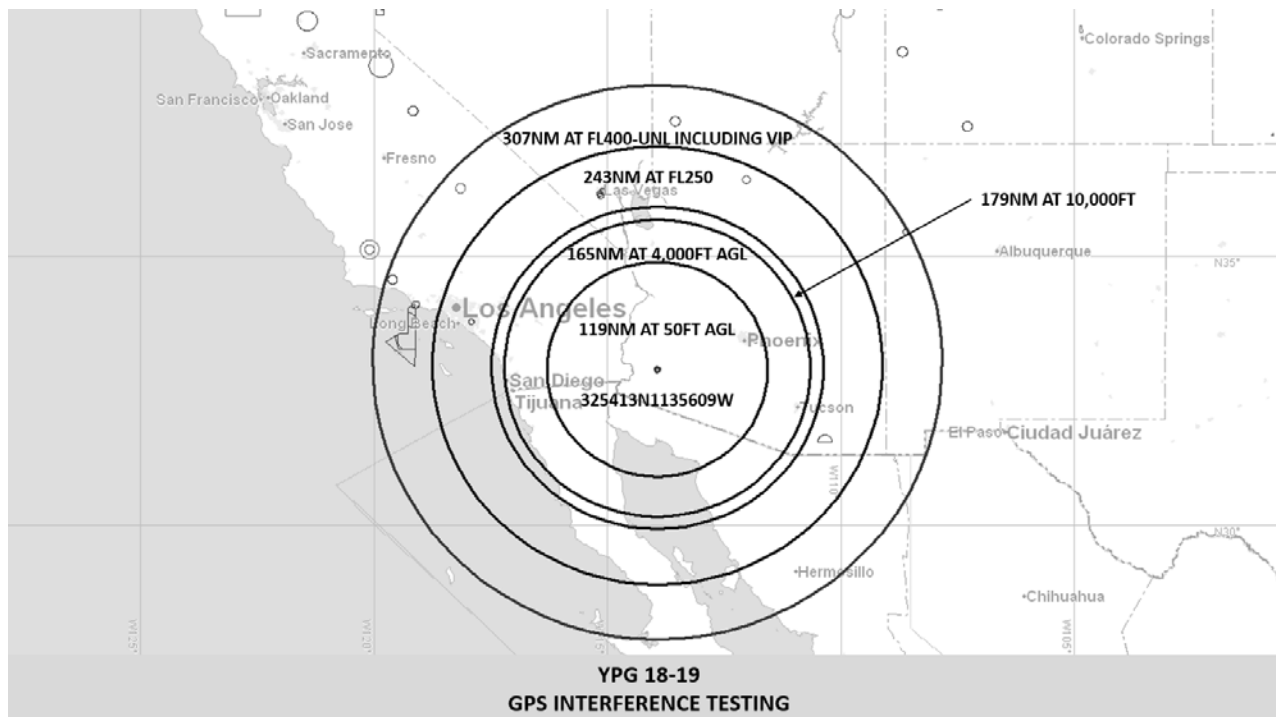 Colorado Springs
Sacramento
San Francisco
Oakland
San Jose
307NM AT FL400-UNL INCLUDING VIP
Fresno
243NM AT FL250
Las Vegas
179NM AT 10,000FT
Albuquerque
165NM AT 4,000FT AGL
N35°
Los Angeles
Long Beach
119NM AT 50FT AGL
Phoenix
San Diego
Tijuana
325413N1135609W
Tucson
El Paso
Ciudad Juárez
W110
N30°
Hermosillo
Chihuahua
W125°
W120°
W115°
W105°
YPG 18-19
GPS INTERFERENCE TESTING